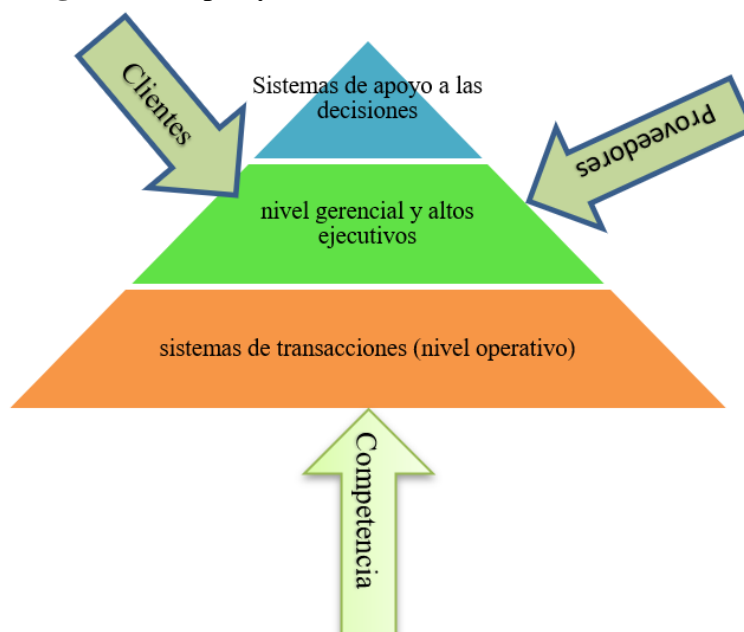 Clientes
Proveedores
Sistemas de apoyo a las
decisiones
nivel gerencial y altos
ejecutivos
sistemas de transacciones (nivel operativo)
Competencia